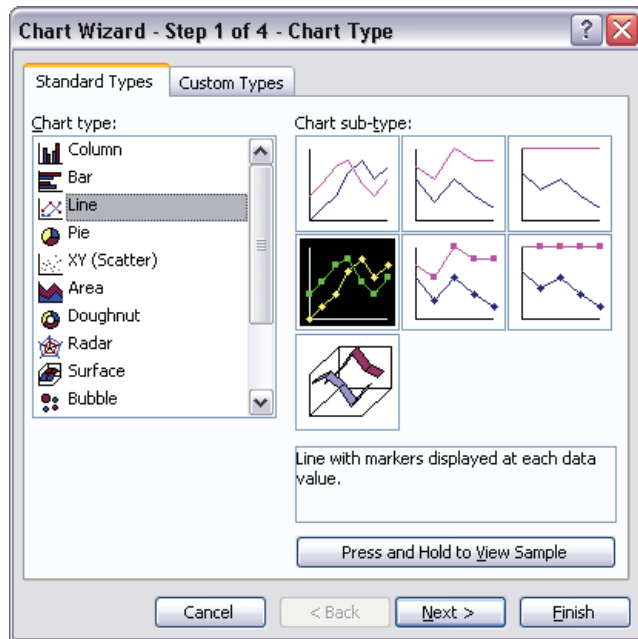 Chart Wizard - Step 1 of 4 - Chart Type
Standard Types
Custom Types
Chart type:
Column
Bar
Line
Pie
XY (Scatter)
Area
Doughnut
Radar
Surface
Bubble
Chart sub-type:
Line with markers displayed at each data
value.
Press and Hold to View Sample
Cancel
< Back
Next >
Finish